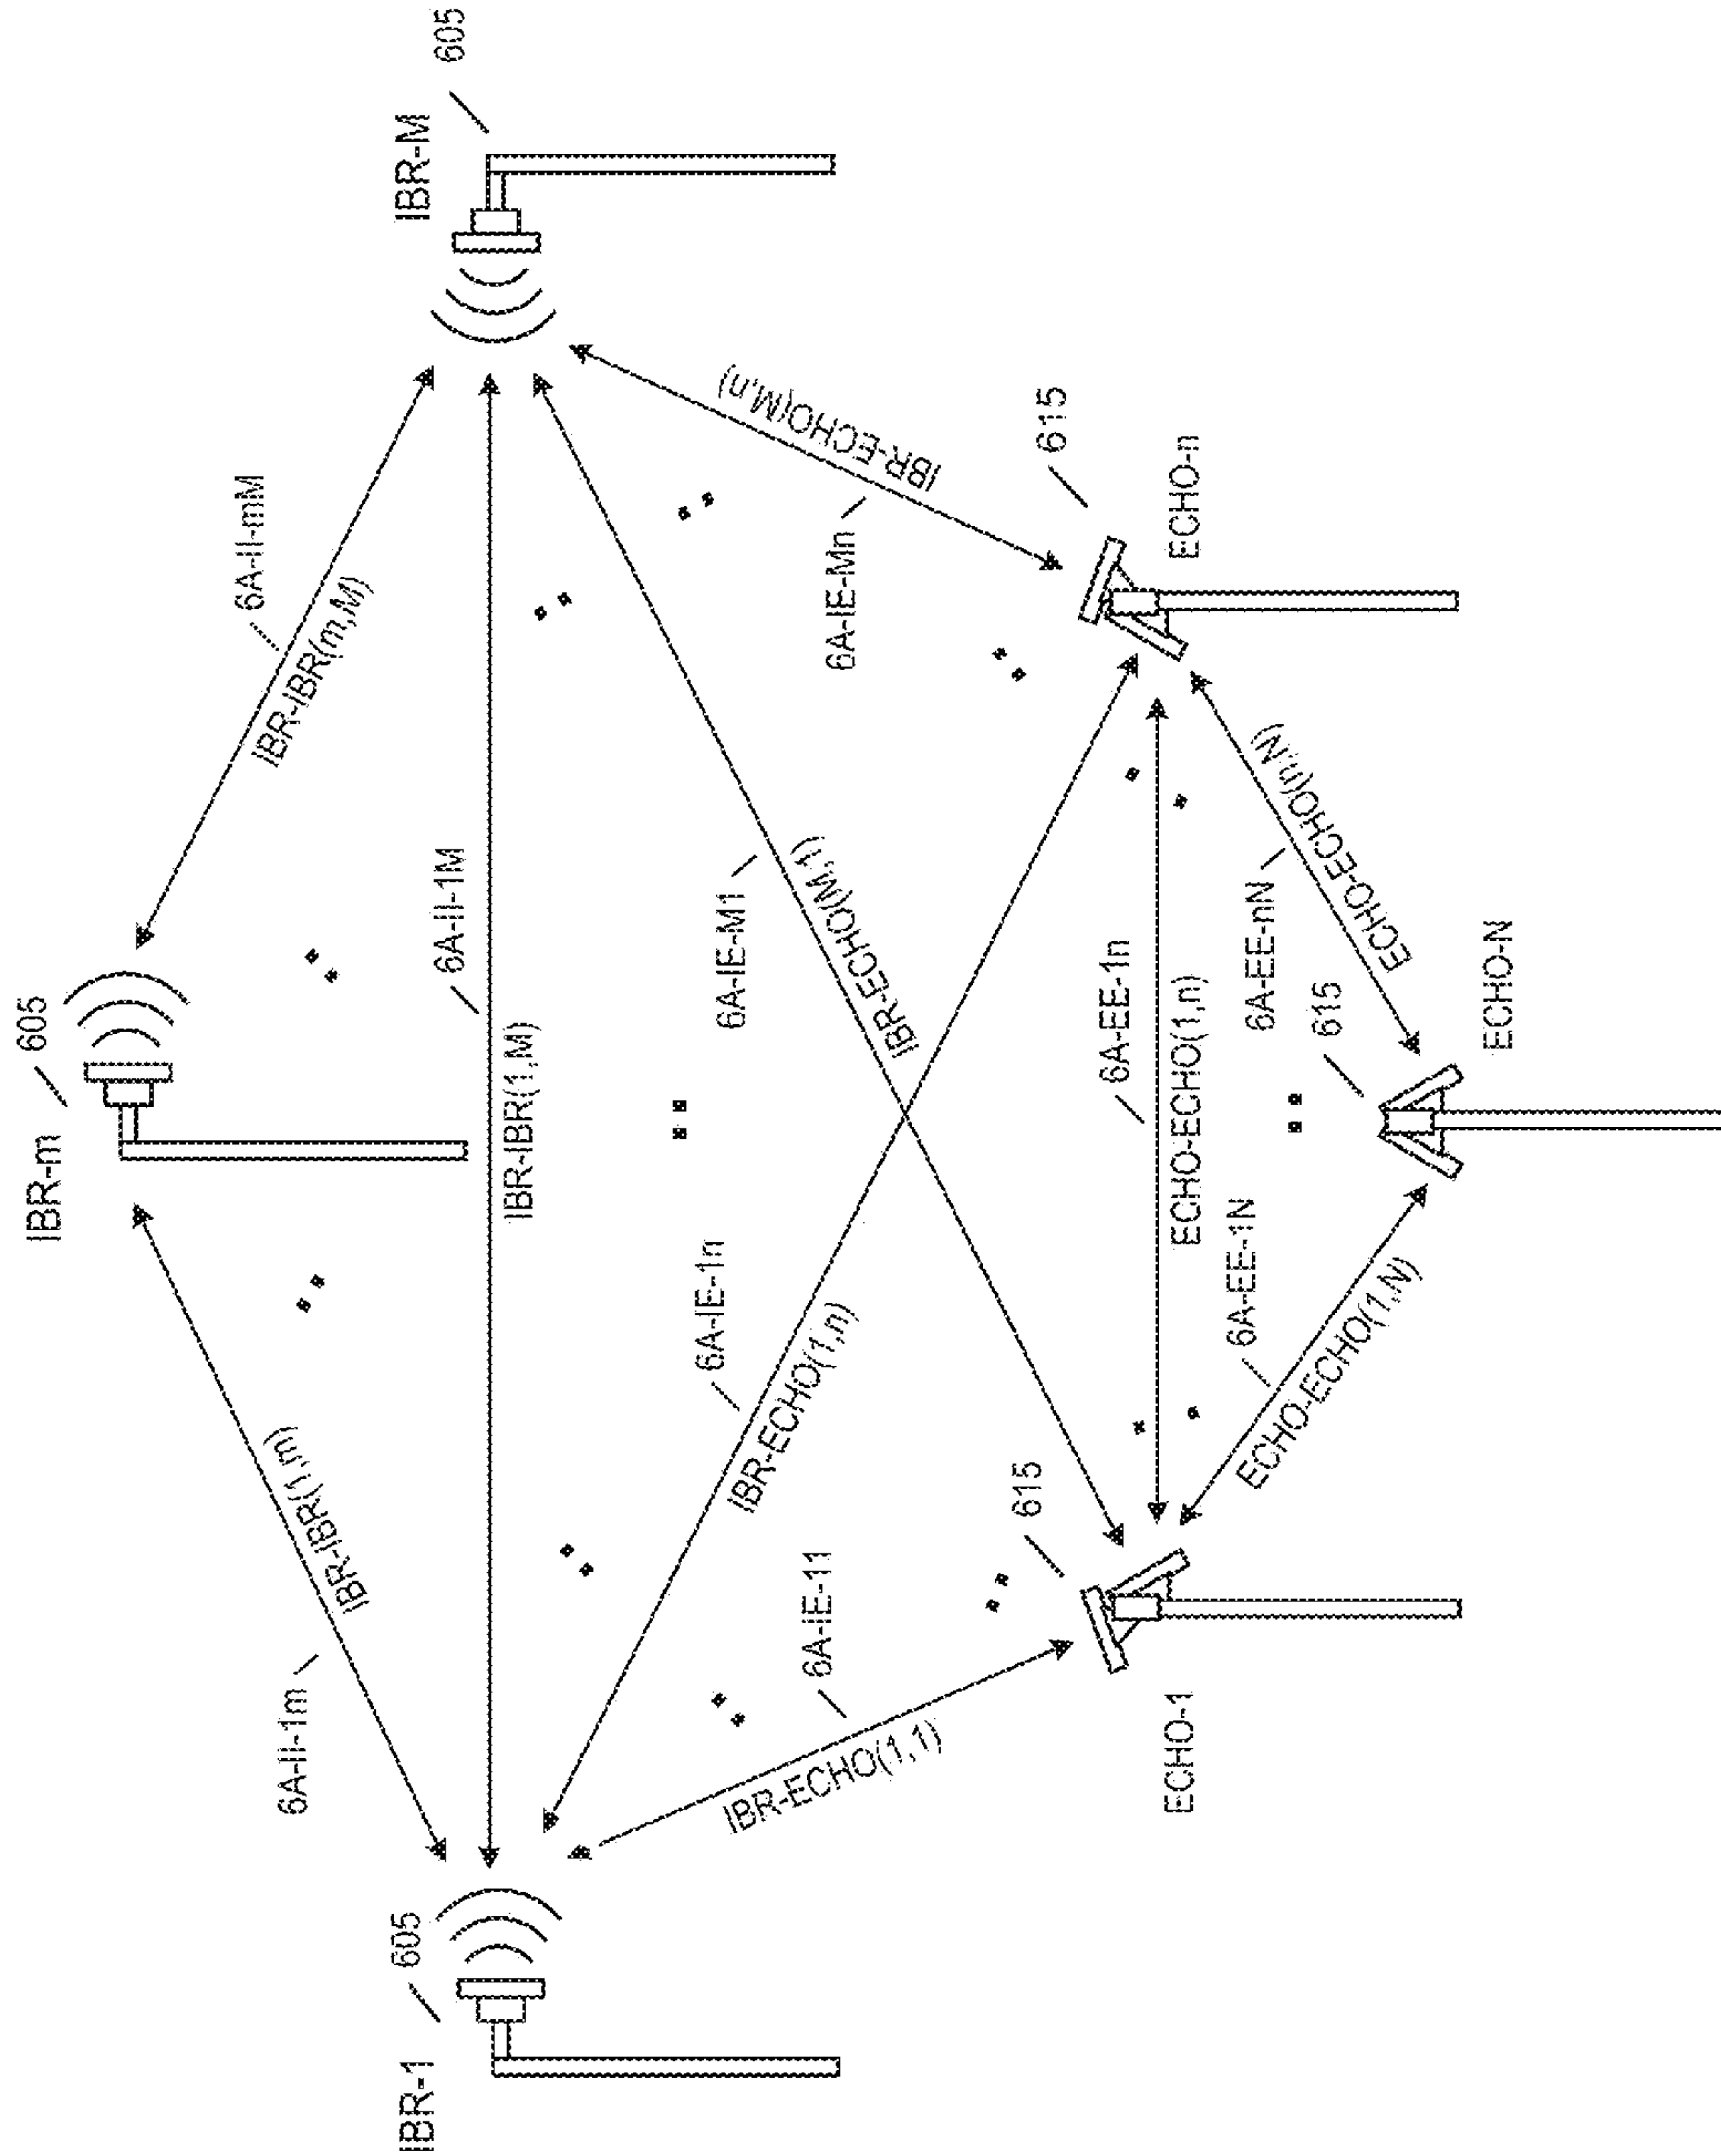 IBR-m
605
6A-II-1m
IBR-IBR(1,m)
6A-II-mM
IBR-IBR(m,M)
IBR-1
605
6A-II-1M
IBR-IBR(1,M)
IBR-M
605
6A-IE-1n
IBR-ECHO(1,n)
6A-IE-M1
IBR-ECHO(M,1)
6A-IE-11
IBR-ECHO(1,1)
6A-IE-Mn
IBR-ECHO(M,n)
615
ECHO-1
615
ECHO-n
6A-EE-1n
ECHO-ECHO(1,n)
6A-EE-1N
ECHO-ECHO(1,N)
6A-EE-nN
ECHO-ECHO(n,N)
615
ECHO-N